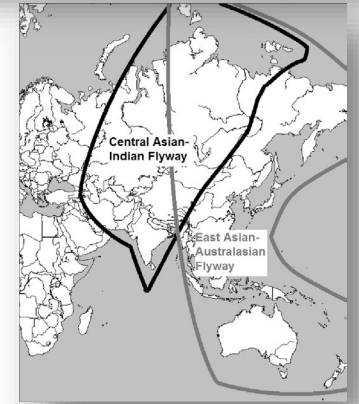 Central Asian-
Indian Flyway
East Asian-
Australasian
Flyway